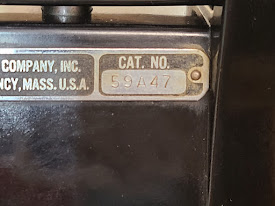 COMPANY, INC.
NCY, MASS. U.S.A.
CAT. NO.
59A47